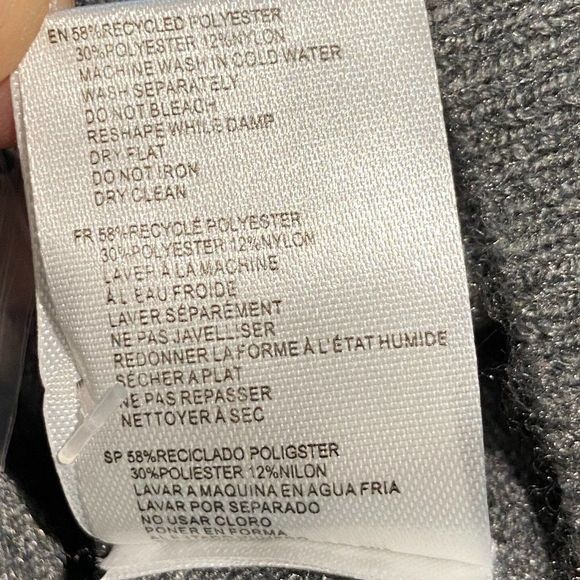 EN 58%RECYCLED POLYESTER
30%POLYESTER 12%NYLON
MACHINE WASH IN COLD WATER
WASH SEPARATELY
DO NOT BLEACH
RESHAPE WHILE DAMP
DRY FLAT
DO NOT IRON
DRY CLEAN
FR 58%RECYCLÉ POLYESTER
30%POLYESTER 12%NYLON
LAVER À LA MACHINE
À L'EAU FROIDE
LAVER SÉPARÉMENT
NE PAS JAVELLISER
REDONNER LA FORME À L'ÉTAT HUMIDE
SÉCHER A PLAT
NE PAS REPASSER
NETTOYER À SEC
SP 58%RECICLADO POLIGSTER
30%POLIESTER 12%NILON
LAVAR A MAQUINA EN AGUA FRIA
LAVAR POR SEPARADO
NO USAR CLORO
PONER EN FORMA